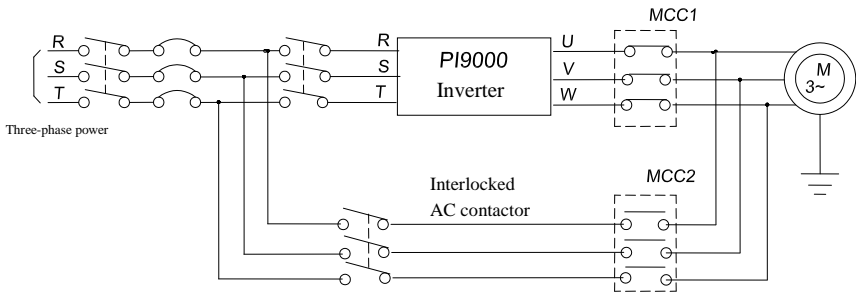 MCC1
R
S
T
Three-phase power
R
S
T
PI9000
Inverter
U
V
W
M
3~
Interlocked
AC contactor
MCC2